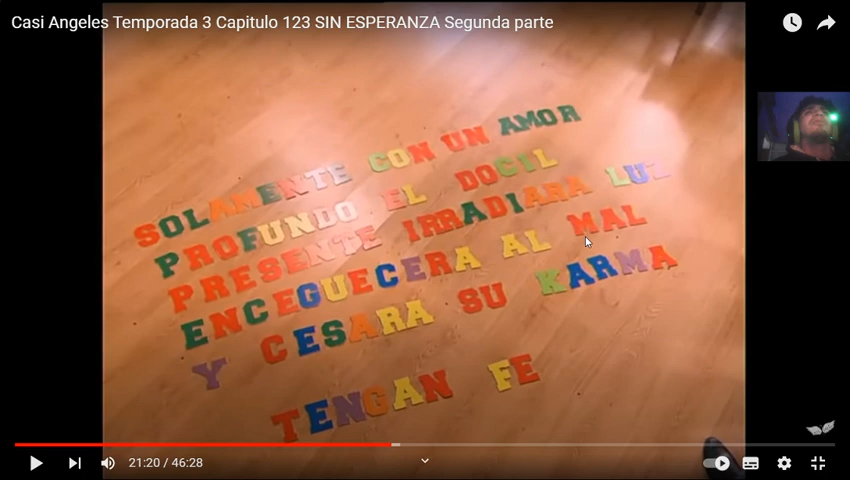 Casi Angeles Temporada 3 Capitulo 123 SIN ESPERANZA Segunda parte
SOLAMENTE CON UN AMOR
PROFUNDO EL DOCIL
PRESENTE IRRADIARA LUZ
ENCEGUECERA AL MAL
Y CESARA SU KARMA
TENGAN FE
21:20 / 46:28